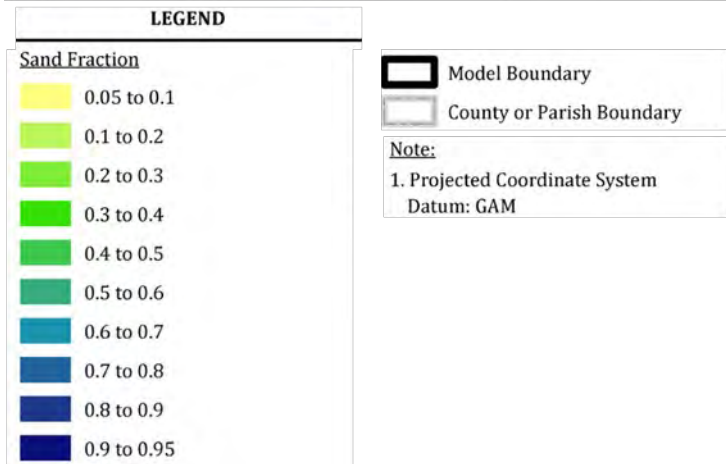 LEGEND
Sand Fraction
0.05 to 0.1
0.1 to 0.2
0.2 to 0.3
0.3 to 0.4
0.4 to 0.5
0.5 to 0.6
0.6 to 0.7
0.7 to 0.8
0.8 to 0.9
0.9 to 0.95
Model Boundary
County or Parish Boundary
Note:
1. Projected Coordinate System
Datum: GAM